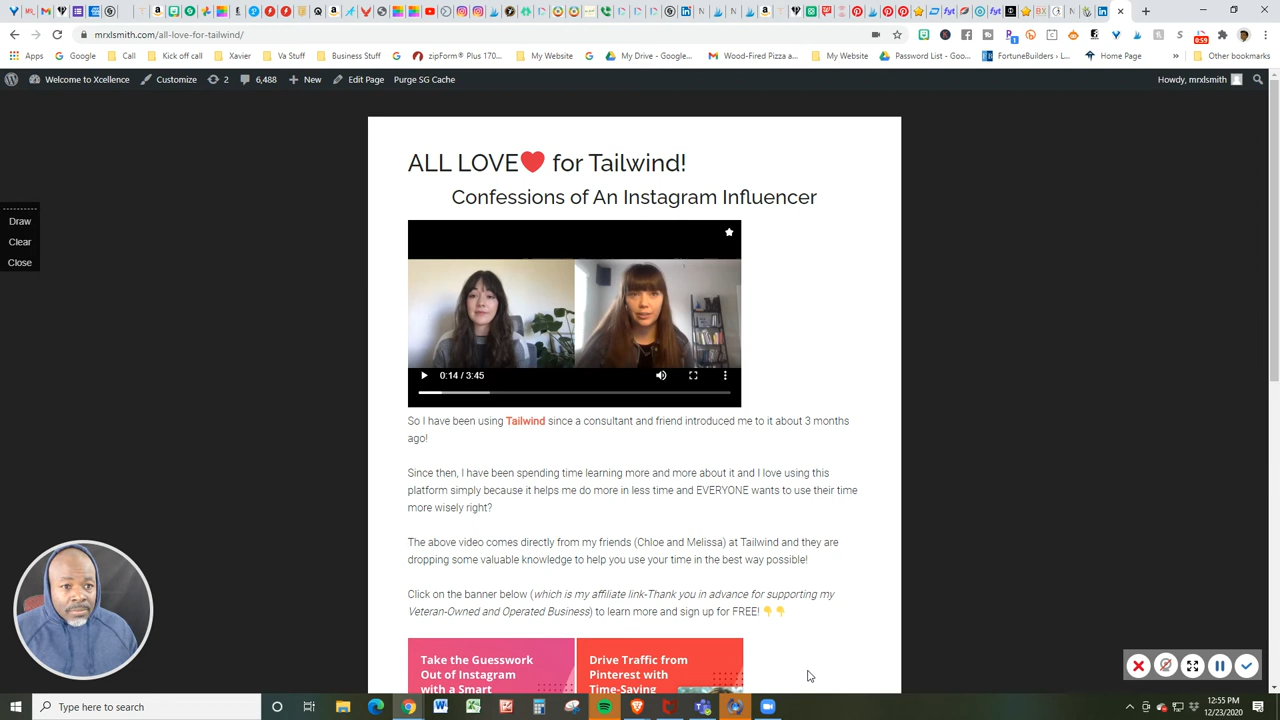 mrxlsmith.com/all-love-for-tailwind/
0:59
Apps
Google
Call
Kick off call
Xavier
Va Stuff
Business Stuff
zipForm® Plus 170...
My Website
My Drive - Google...
Wood-Fired Pizza a...
My Website
Password List - Goo...
FortuneBuilders › L...
Home Page
»
Other bookmarks
Welcome to Xcellence
Customize
2
6,488
New
Edit Page
Purge SG Cache
Howdy, mrxlsmith
Draw
Clear
Close
ALL LOVE❤ for Tailwind!
Confessions of An Instagram Influencer
0:14 / 3:45
So I have been using Tailwind since a consultant and friend introduced me to it about 3 months
ago!
Since then, I have been spending time learning more and more about it and I love using this
platform simply because it helps me do more in less time and EVERYONE wants to use their time
more wisely right?
The above video comes directly from my friends (Chloe and Melissa) at Tailwind and they are
dropping some valuable knowledge to help you use your time in the best way possible!
Click on the banner below (which is my affiliate link-Thank you in advance for supporting my
Veteran-Owned and Operated Business) to learn more and sign up for FREE! 👇👇
Take the Guesswork
Out of Instagram
with a Smart
Drive Traffic from
Pinterest with
Time-Saving
Type here to search
12:55 PM
12/23/2020